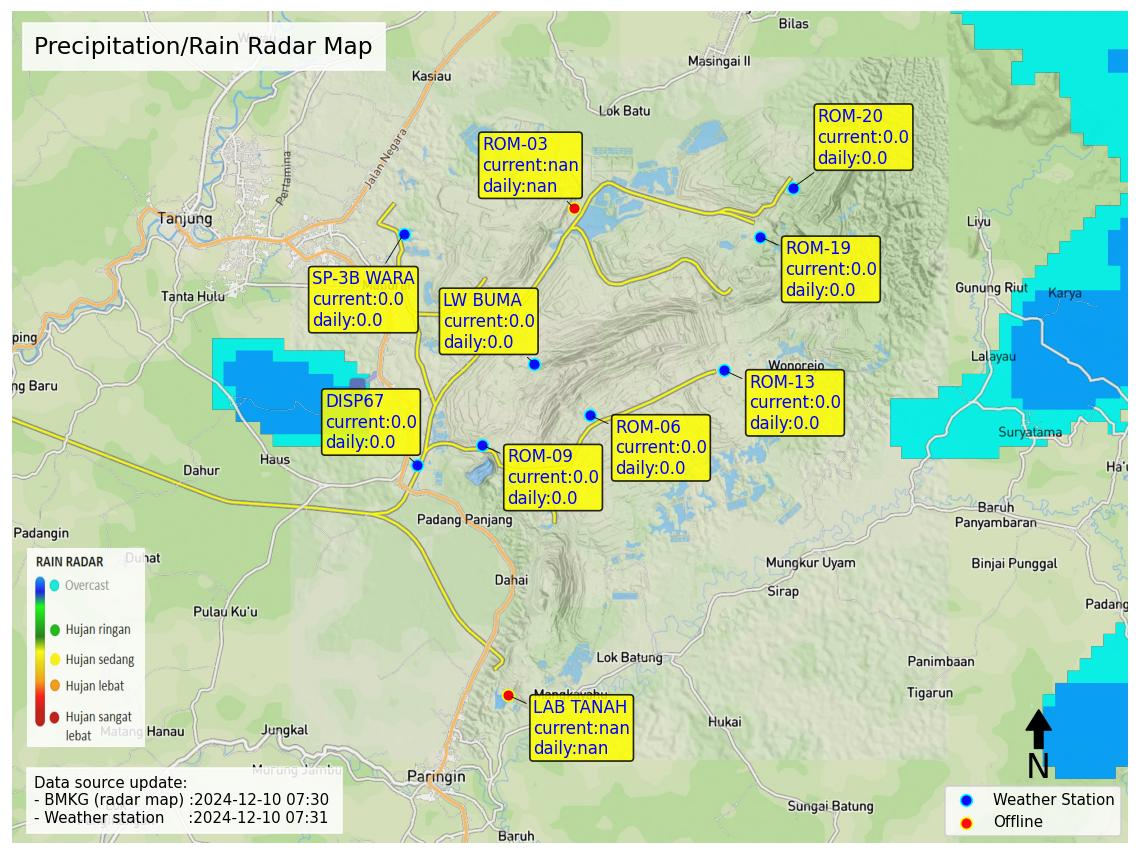 Precipitation/Rain Radar Map
Bilas
Masingai II
Kasiau
Lok Batu
ROM-20
current:0.0
daily:0.0
ROM-03
current:nan
daily:nan
Jalan Negara
Pertamina
Tanjung
Liyu
ROM-19
current:0.0
daily:0.0
SP-3B WARA
current:0.0
daily:0.0
LW BUMA
current:0.0
daily:0.0
Tanta Hulu
Gunung Riut
Karya
ping
Lalayau
Wonorejo
ng Baru
ROM-13
current:0.0
daily:0.0
DISP67
current:0.0
daily:0.0
ROM-06
current:0.0
daily:0.0
Suryatama
ROM-09
current:0.0
daily:0.0
Haus
Dahur
Ha'u
Padang Panjang
Baruh
Panyambaran
Padangin
Duhat
Mungkur Uyam
Binjai Punggal
Dahai
Sirap
Padang
Pulau Ku'u
RAIN RADAR
Overcast
Hujan ringan
Hujan sedang
Hujan lebat
Hujan sangat
lebat
Lok Batung
Panimbaan
Tigarun
Mangkayahu
LAB TANAH
current:nan
daily:nan
Hukai
Matang Hanau
Jungkal
Murung Jambu
Paringin
Sungai Batung
Baruh
N
Data source update:
- BMKG (radar map) :2024-12-10 07:30
- Weather station :2024-12-10 07:31
Weather Station
Offline